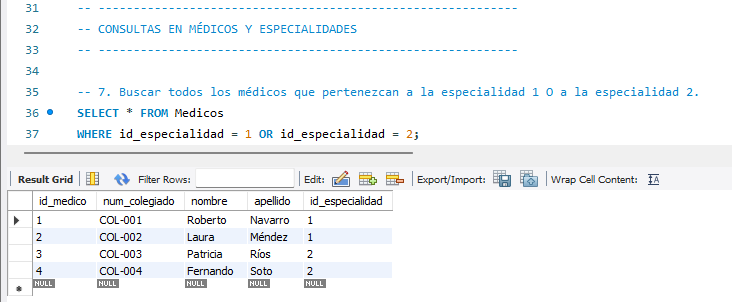 31 -- ------------------------------------------------------------
32 -- CONSULTAS EN MÉDICOS Y ESPECIALIDADES
33 -- ------------------------------------------------------------
34
35 -- 7. Buscar todos los médicos que pertenezcan a la especialidad 1 O a la especialidad 2.
36 SELECT * FROM Medicos
37 WHERE id_especialidad = 1 OR id_especialidad = 2;
Result Grid Filter Rows: Edit: Export/Import: Wrap Cell Content:
id_medico num_colegiado nombre apellido id_especialidad
1 COL-001 Roberto Navarro 1
2 COL-002 Laura Méndez 1
3 COL-003 Patricia Ríos 2
4 COL-004 Fernando Soto 2
NULL NULL NULL NULL NULL